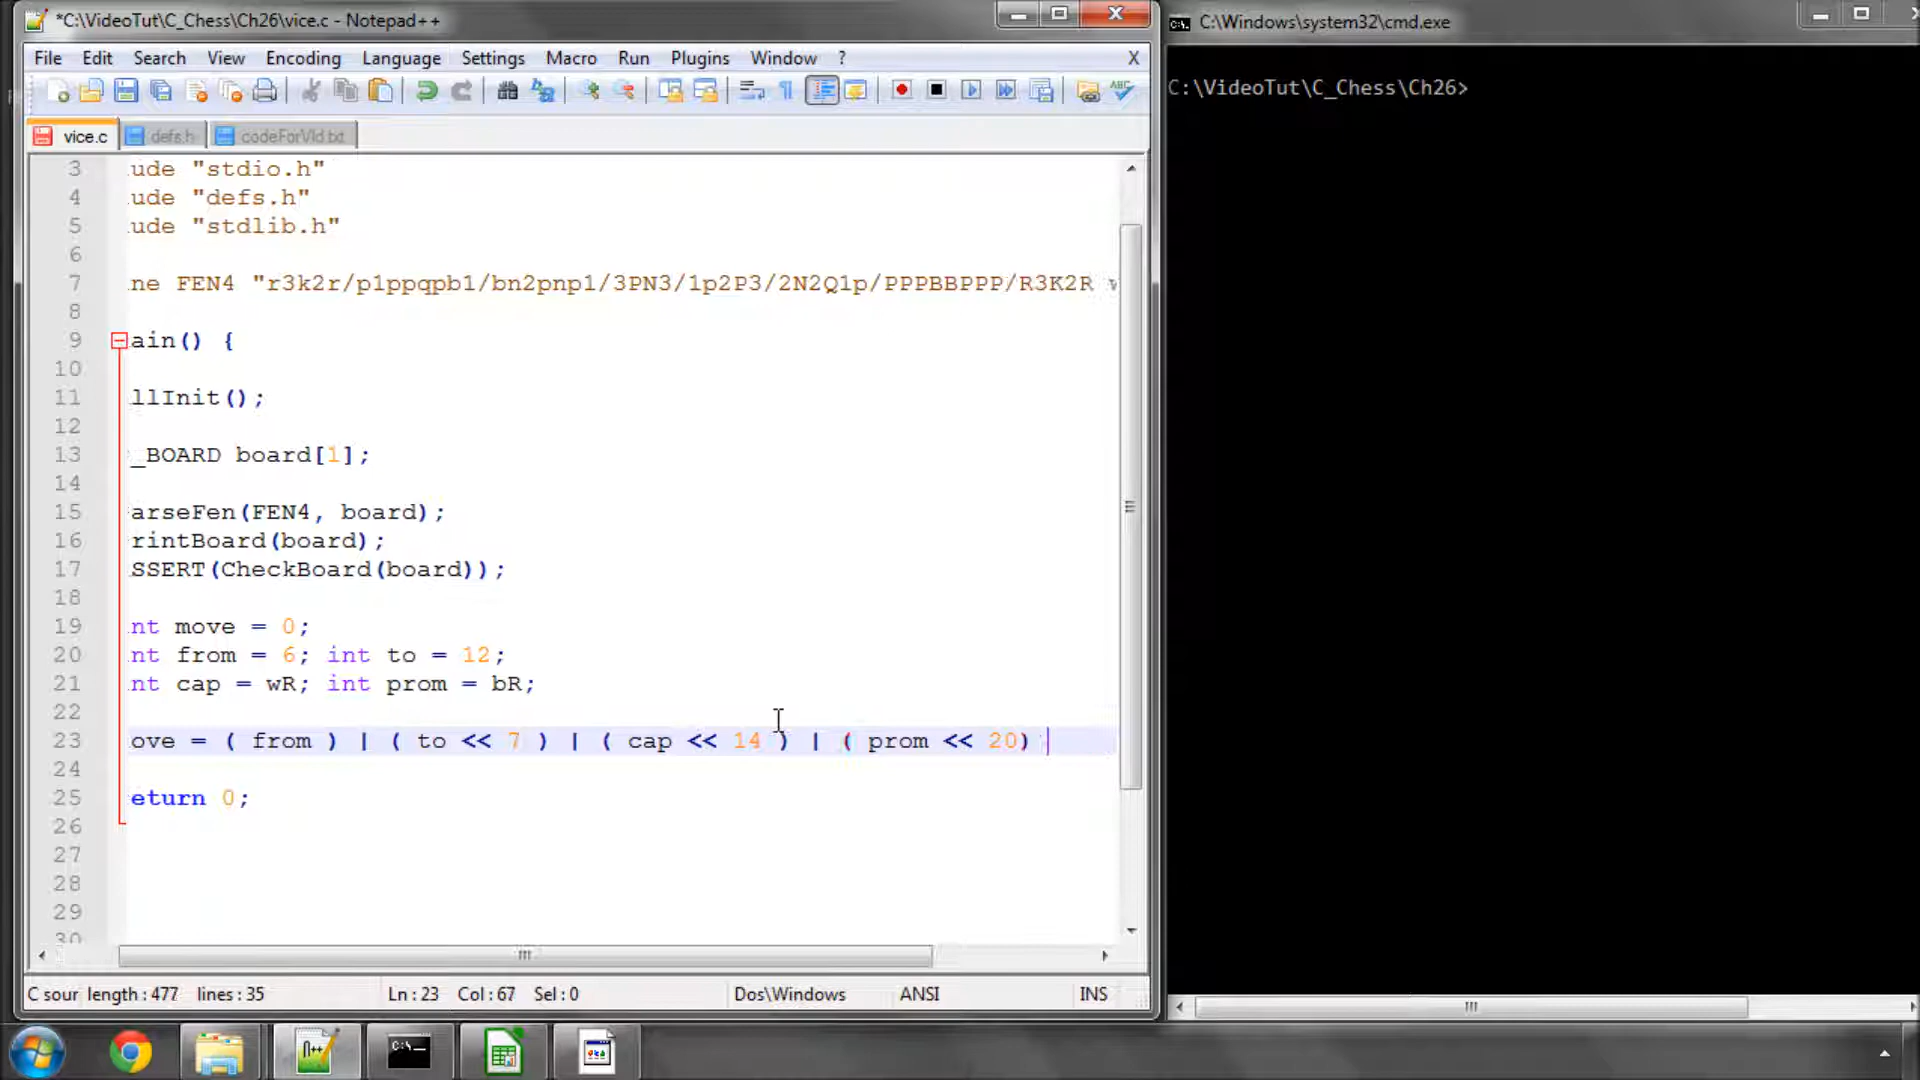 *C:\VideoTut\C_Chess\Ch26\vice.c - Notepad++
File Edit Search View Encoding Language Settings Macro Run Plugins Window ? X
vice.c defs.h codeForVid.txt
3 ude "stdio.h"
4 ude "defs.h"
5 ude "stdlib.h"
6
7 ne FEN4 "r3k2r/p1ppqpb1/bn2pnp1/3PN3/1p2P3/2N2Q1p/PPPBBPPP/R3K2R w
8
9 ain() {
10
11 llInit();
12
13 _BOARD board[1];
14
15 arseFen(FEN4, board);
16 rintBoard(board);
17 SSERT(CheckBoard(board));
18
19 nt move = 0;
20 nt from = 6; int to = 12;
21 nt cap = wR; int prom = bR;
22
23 ove = ( from ) | ( to << 7 ) | ( cap << 14 ) | ( prom << 20)
24
25 eturn 0;
26
27
28
29
30
C sour length : 477 lines : 35 Ln : 23 Col : 67 Sel : 0 Dos\Windows ANSI INS
C:\Windows\system32\cmd.exe
C:\VideoTut\C_Chess\Ch26>